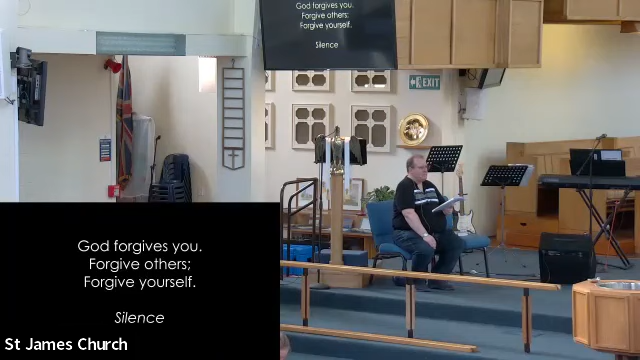 God forgives you.
Forgive others;
Forgive yourself.
Silence
EXIT
God forgives you.
Forgive others;
Forgive yourself.
Silence
St James Church